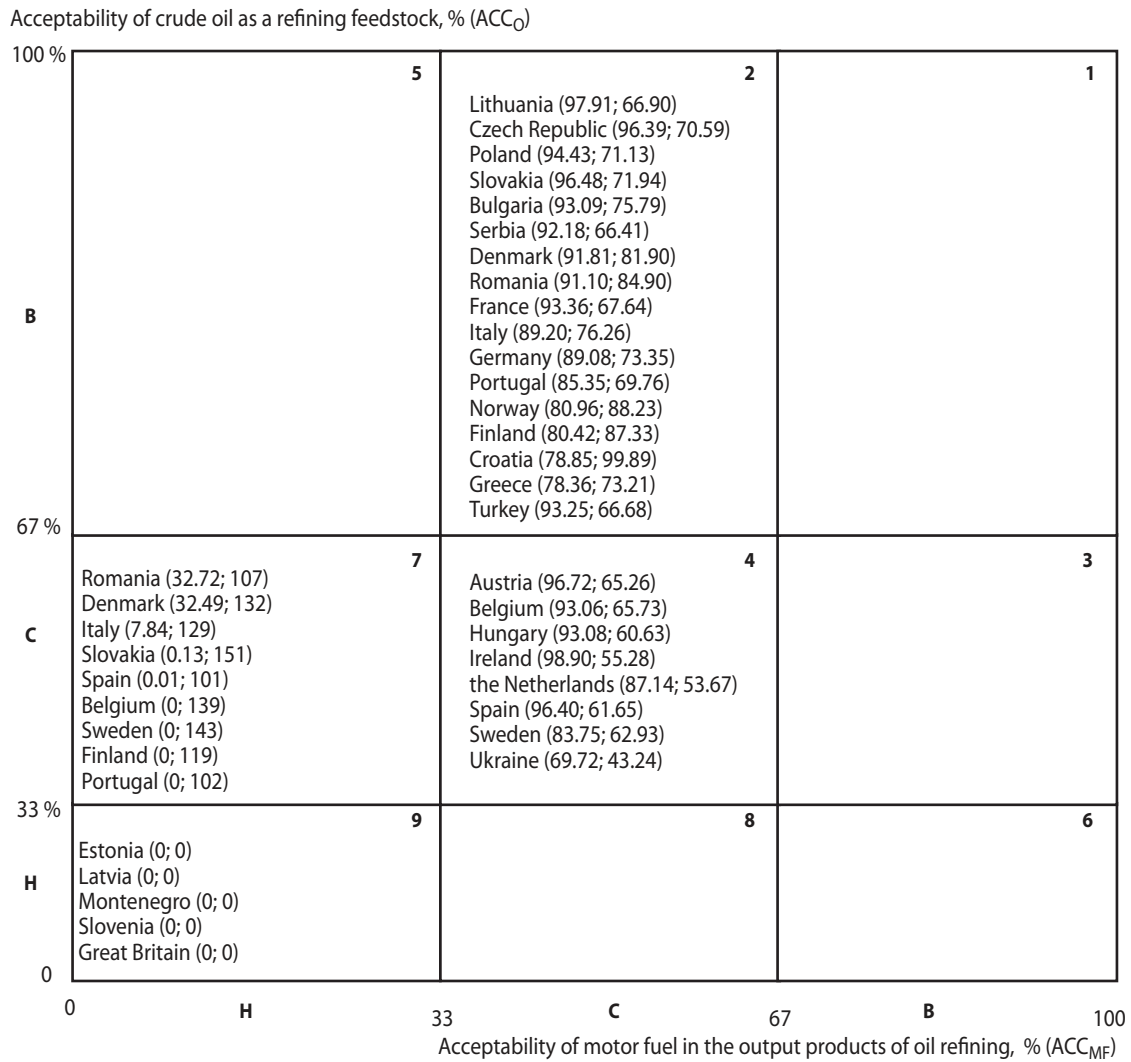 Acceptability of crude oil as a refining feedstock, % (ACCO)
100 %
5
2
1
Lithuania (97.91; 66.90)
Czech Republic (96.39; 70.59)
Poland (94.43; 71.13)
Slovakia (96.48; 71.94)
Bulgaria (93.09; 75.79)
Serbia (92.18; 66.41)
Denmark (91.81; 81.90)
Romania (91.10; 84.90)
France (93.36; 67.64)
Italy (89.20; 76.26)
Germany (89.08; 73.35)
Portugal (85.35; 69.76)
Norway (80.96; 88.23)
Finland (80.42; 87.33)
Croatia (78.85; 99.89)
Greece (78.36; 73.21)
Turkey (93.25; 66.68)
B
67 %
7
4
3
Romania (32.72; 107)
Denmark (32.49; 132)
Italy (7.84; 129)
Slovakia (0.13; 151)
Spain (0.01; 101)
Belgium (0; 139)
Sweden (0; 143)
Finland (0; 119)
Portugal (0; 102)
Austria (96.72; 65.26)
Belgium (93.06; 65.73)
Hungary (93.08; 60.63)
Ireland (98.90; 55.28)
the Netherlands (87.14; 53.67)
Spain (96.40; 61.65)
Sweden (83.75; 62.93)
Ukraine (69.72; 43.24)
C
33 %
9
8
6
Estonia (0; 0)
Latvia (0; 0)
Montenegro (0; 0)
Slovenia (0; 0)
Great Britain (0; 0)
H
0
0
H
33
C
67
B
100
Acceptability of motor fuel in the output products of oil refining, % (ACCMF)